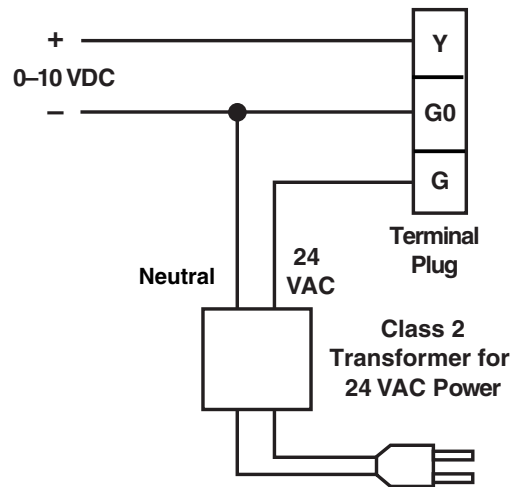 +
Y
0–10 VDC
–
G0
G
Terminal
Plug
Neutral
24
VAC
Class 2
Transformer for
24 VAC Power